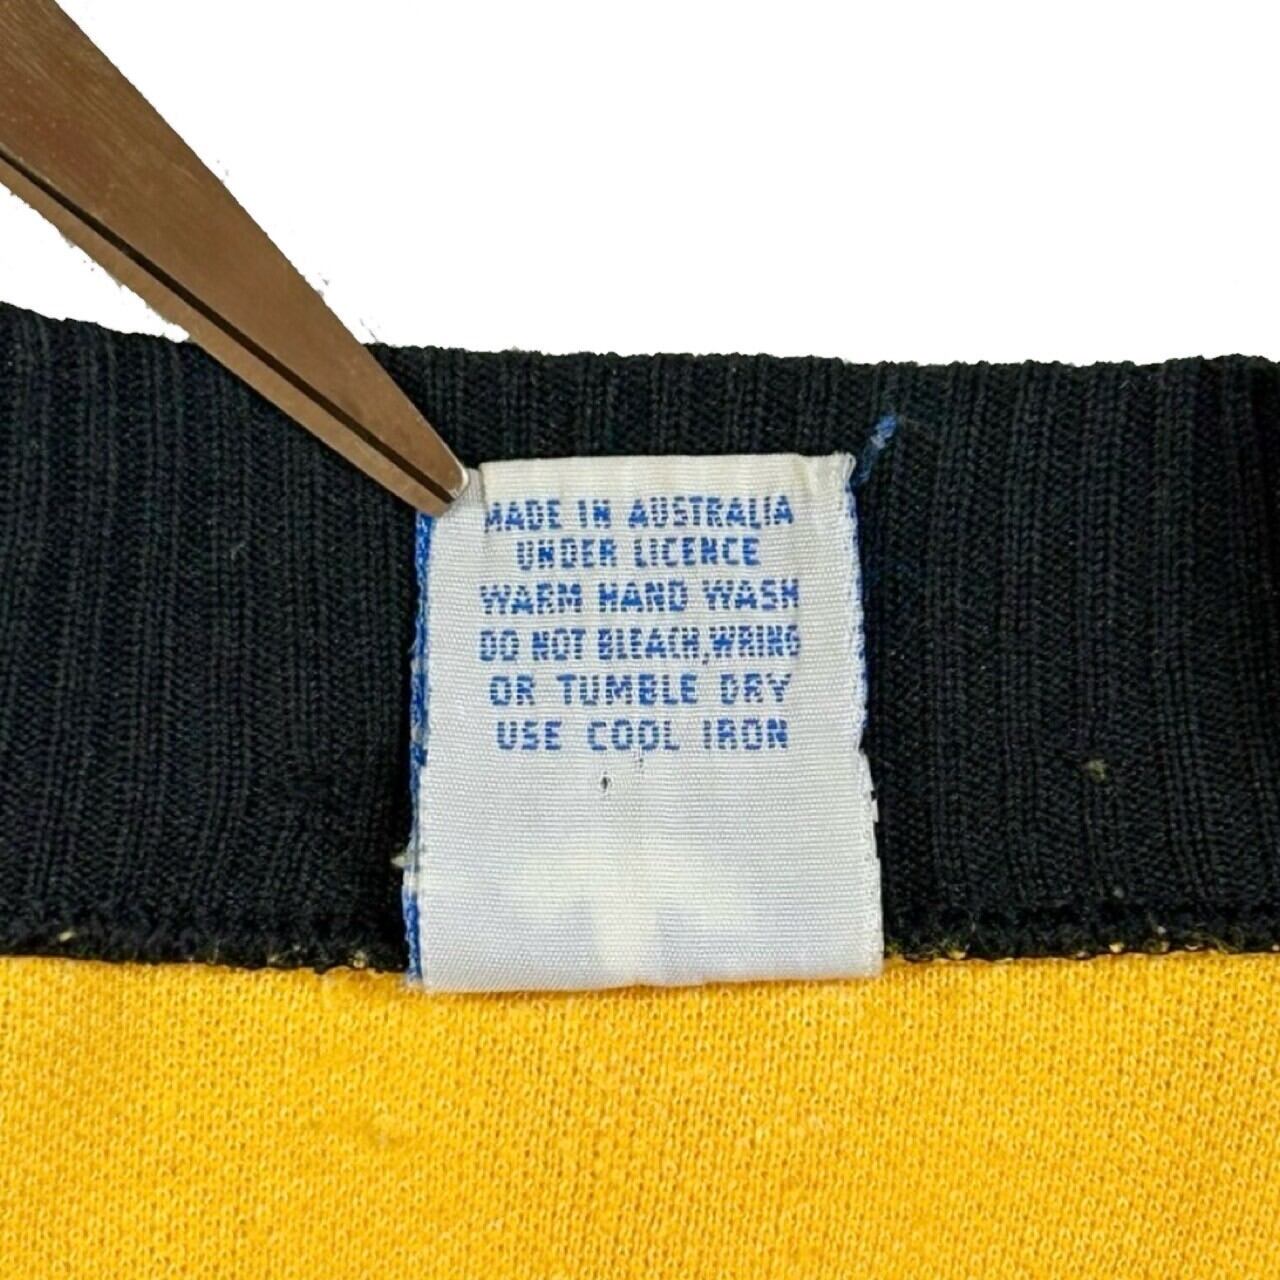 MADE IN AUSTRALIA
UNDER LICENCE
WARM HAND WASH
DO NOT BLEACH, WRING
OR TUMBLE DRY
USE COOL IRON